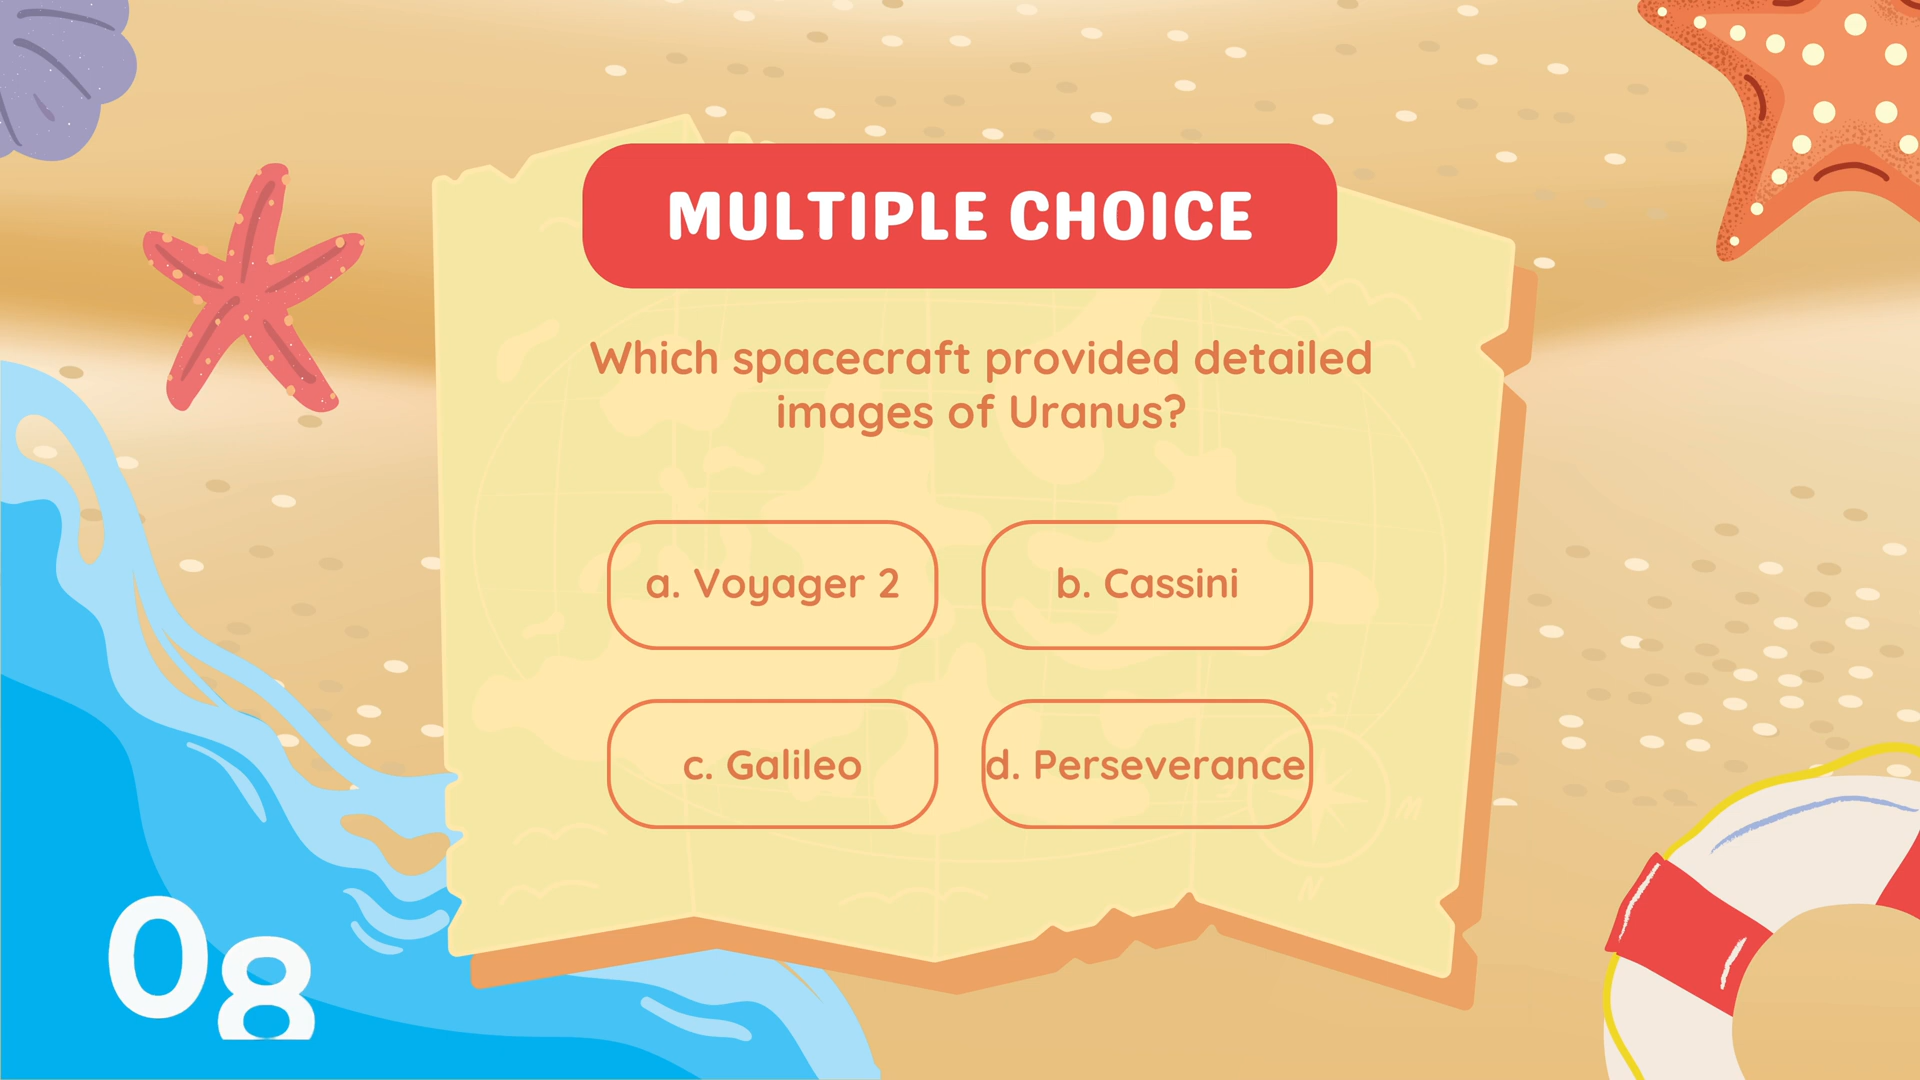 MULTIPLE CHOICE
Which spacecraft provided detailed
images of Uranus?
a. Voyager 2
b. Cassini
c. Galileo
d. Perseverance
S
M
N
08